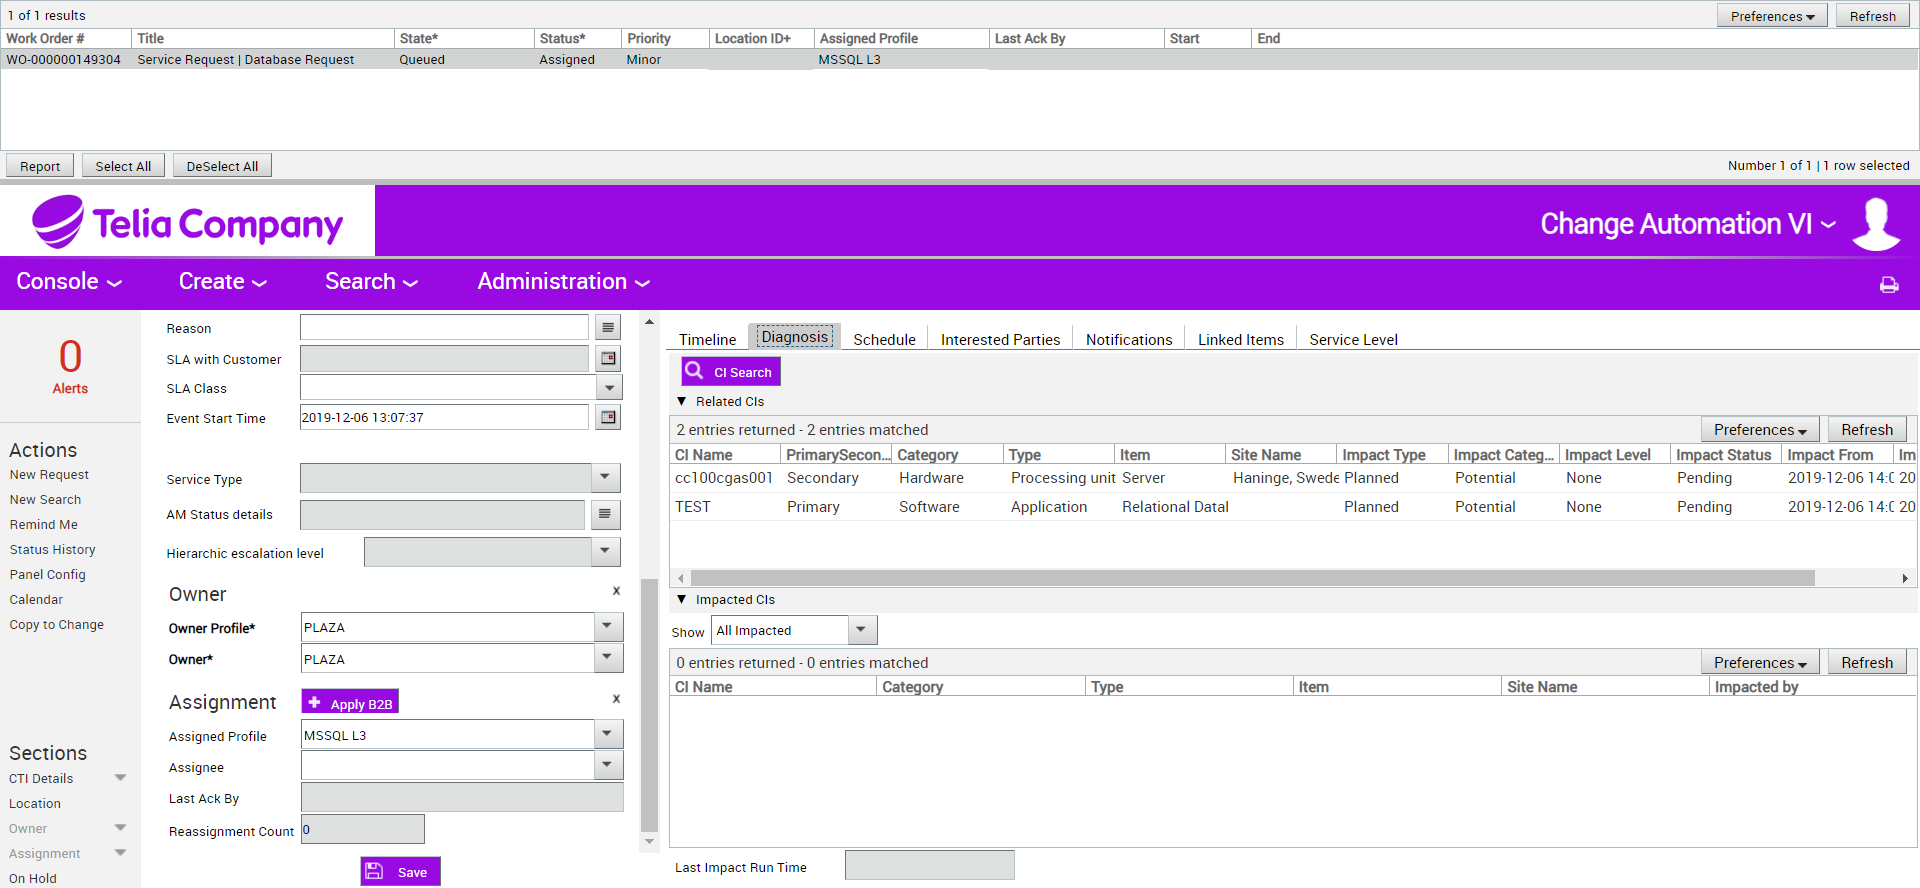 1 of 1 results
Preferences Refresh
Work Order # Title State* Status* Priority Location ID+ Assigned Profile Last Ack By Start End
WO-000000149304 Service Request | Database Request Queued Assigned Minor MSSQL L3
Report Select All DeSelect All Number 1 of 1 | 1 row selected
Telia Company
Change Automation VI
Console Create Search Administration
0
Alerts
Actions
New Request
New Search
Remind Me
Status History
Panel Config
Calendar
Copy to Change
Sections
CTI Details
Location
Owner
Assignment
On Hold
Reason
SLA with Customer
SLA Class
Event Start Time 2019-12-06 13:07:37
Service Type
AM Status details
Hierarchic escalation level
Owner x
Owner Profile* PLAZA
Owner* PLAZA
Assignment Apply B2B x
Assigned Profile MSSQL L3
Assignee
Last Ack By
Reassignment Count 0
Save
Timeline Diagnosis Schedule Interested Parties Notifications Linked Items Service Level
CI Search
Related CIs
2 entries returned - 2 entries matched Preferences Refresh
CI Name PrimarySecon... Category Type Item Site Name Impact Type Impact Categ... Impact Level Impact Status Impact From Im
cc100cgas001 Secondary Hardware Processing unit Server Haninge, Swede Planned Potential None Pending 2019-12-06 14:0 20
TEST Primary Software Application Relational Datal Planned Potential None Pending 2019-12-06 14:0 20
Impacted CIs
Show All Impacted
0 entries returned - 0 entries matched Preferences Refresh
CI Name Category Type Item Site Name Impacted by
Last Impact Run Time